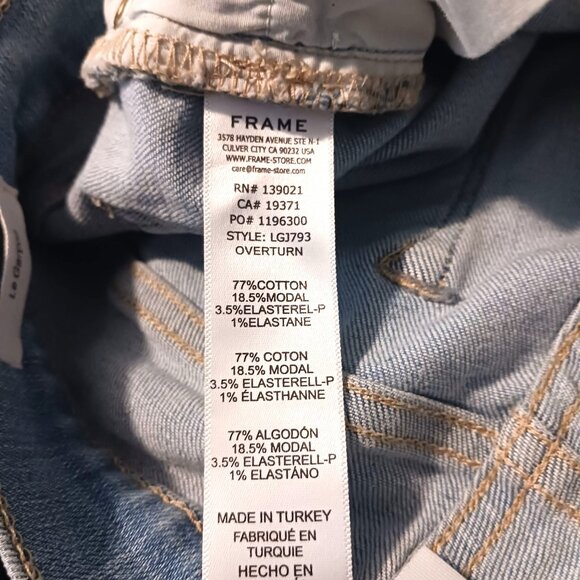 FRAME
3578 HAYDEN AVENUE STE N-1
CULVER CITY CA 90232 USA
WWW.FRAME-STORE.COM
care@frame-store.com
RN# 139021
CA# 19371
PO# 1196300
STYLE: LGJ793
OVERTURN
77%COTTON
18.5%MODAL
3.5%ELASTEREL-P
1%ELASTANE
77% COTON
18.5% MODAL
3.5% ELASTERELL-P
1% ÉLASTHANNE
77% ALGODÓN
18.5% MODAL
3.5% ELASTERELL-P
1% ELASTÁNO
MADE IN TURKEY
FABRIQUÉ EN
TURQUIE
HECHO EN
Le Garçon